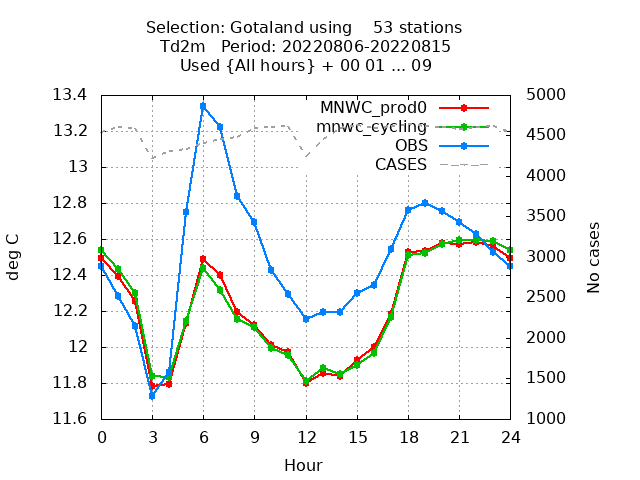 Selection: Gotaland using    53 stations
Td2m   Period: 20220806-20220815
Used {All hours} + 00 01 ... 09
MNWC_prod0
mnwc_cycling
OBS
CASES
deg C
13.4
13.2
13
12.8
12.6
12.4
12.2
12
11.8
11.6
5000
4500
4000
3500
3000
2500
2000
1500
1000
No cases
0 3 6 9 12 15 18 21 24
Hour